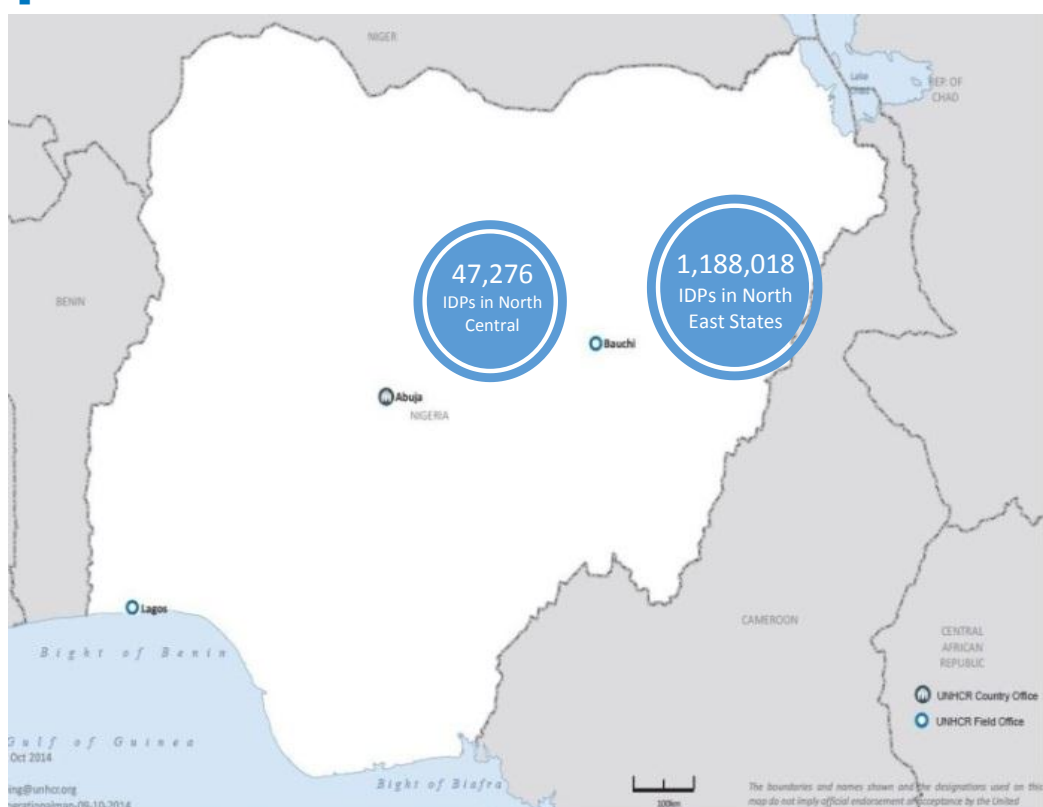 NIGER
Lake
REP. OF
CHAD
47,276
IDPs in North
Central
1,188,018
IDPs in North
East States
BENIN
Bauchi
Abuja
NIGERIA
Lagos
CAMEROON
CENTRAL
AFRICAN
REPUBLIC
Bight of Benin
UNHCR Country Office
UNHCR Field Office
Gulf of Guinea
Oct 2014
Bight of Biafra
ng@unhcr.org
100km
The boundaries and names shown and the designations used on this
map do not imply official endorsement or acceptance by the United